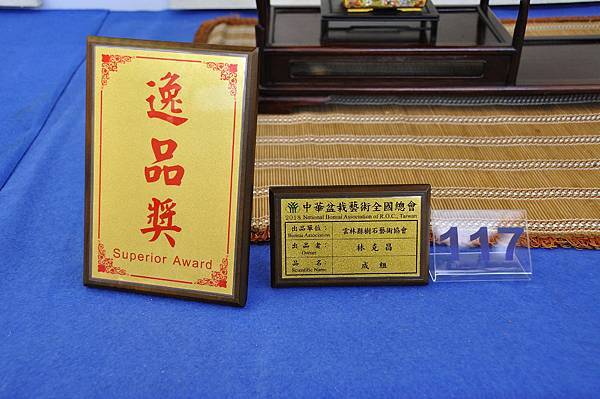 逸品獎
Superior Award
中華盆栽藝術全國總會
2018 National Bonsai Association of R.O.C., Taiwan
出品單位: 雲林縣樹石藝術協會
Bonsai Association
出品者: 林克昌
Owner
品名: 成組
Scientific Name
117